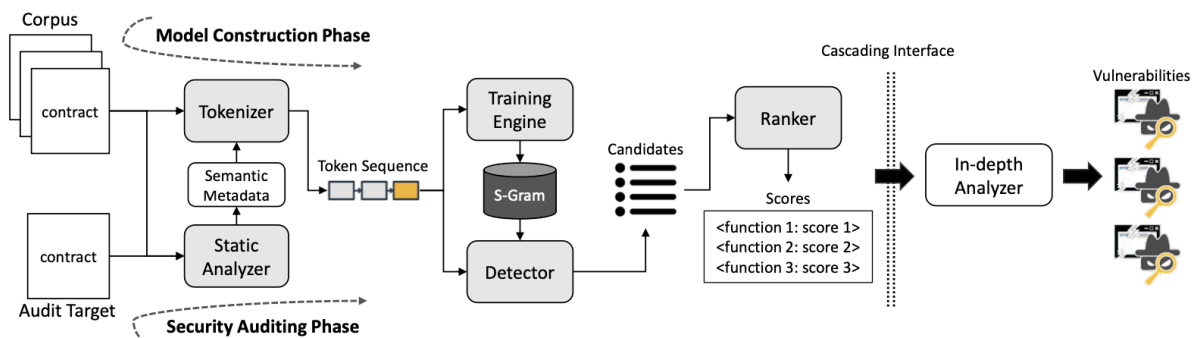 Corpus
contract
Model Construction Phase
Tokenizer
Semantic
Metadata
Static
Analyzer
contract
Audit Target
Security Auditing Phase
Token Sequence
Training
Engine
S-Gram
Detector
Candidates
Ranker
Scores
<function 1: score 1>
<function 2: score 2>
<function 3: score 3>
Cascading Interface
In-depth
Analyzer
Vulnerabilities